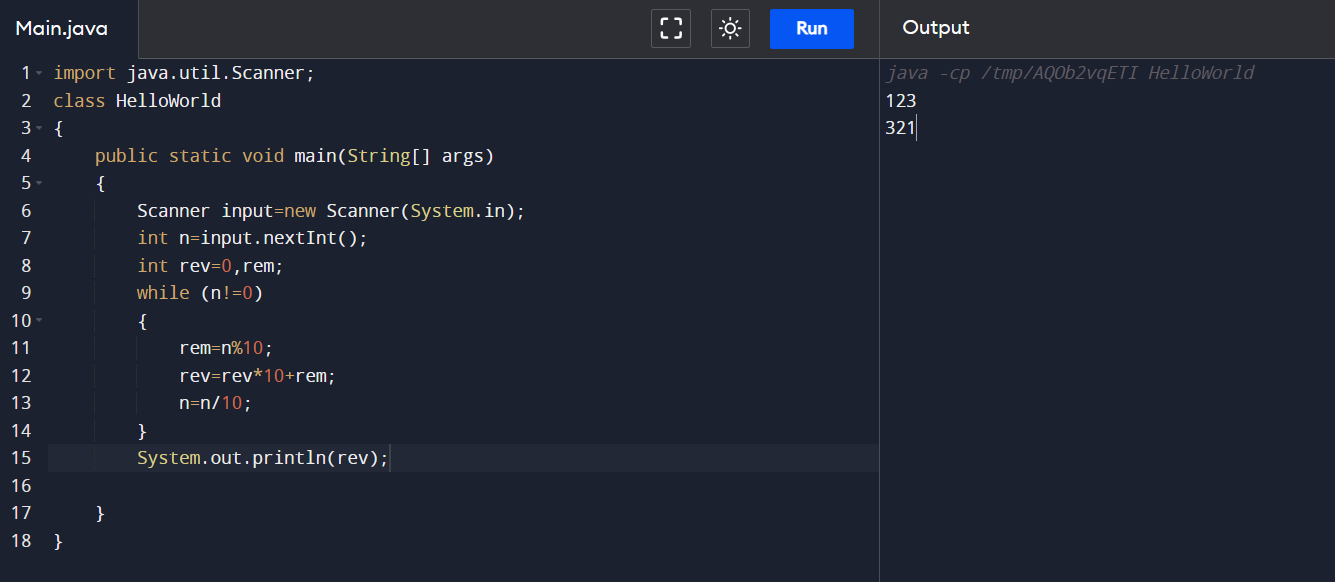 Main.java
Run
Output
1 import java.util.Scanner;
2 class HelloWorld
3 {
4     public static void main(String[] args)
5     {
6         Scanner input=new Scanner(System.in);
7         int n=input.nextInt();
8         int rev=0,rem;
9         while (n!=0)
10         {
11             rem=n%10;
12             rev=rev*10+rem;
13             n=n/10;
14         }
15         System.out.println(rev);
16
17     }
18 }
java -cp /tmp/AQOb2vqETI HelloWorld
123
321